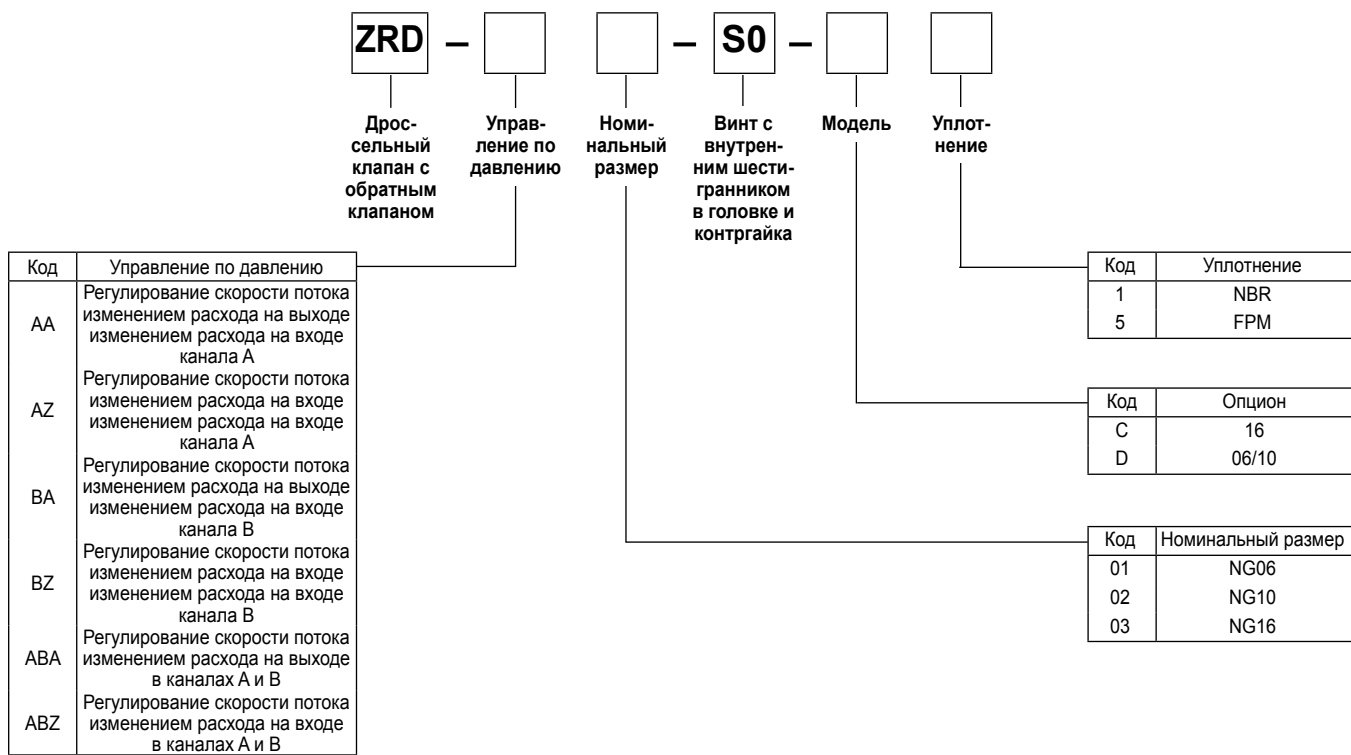 ZRD – – S0 –
Дрос-
сельный
клапан с
обратным
клапаном
Управ-
ление по
давлению
Номи-
нальный
размер
Винт с
внутрен-
ним шести-
гранником
в головке и
контргайка
Модель
Уплот-
нение
Код Управление по давлению
AA Регулирование скорости потока
изменением расхода на выходе
изменением расхода на входе
канала A
AZ Регулирование скорости потока
изменением расхода на входе
изменением расхода на входе
канала A
BA Регулирование скорости потока
изменением расхода на выходе
изменением расхода на входе
канала B
BZ Регулирование скорости потока
изменением расхода на входе
изменением расхода на входе
канала B
ABA Регулирование скорости потока
изменением расхода на выходе
в каналах A и B
ABZ Регулирование скорости потока
изменением расхода на входе
в каналах A и B
Код Уплотнение
1 NBR
5 FPM
Код Опцион
C 16
D 06/10
Код Номинальный размер
01 NG06
02 NG10
03 NG16